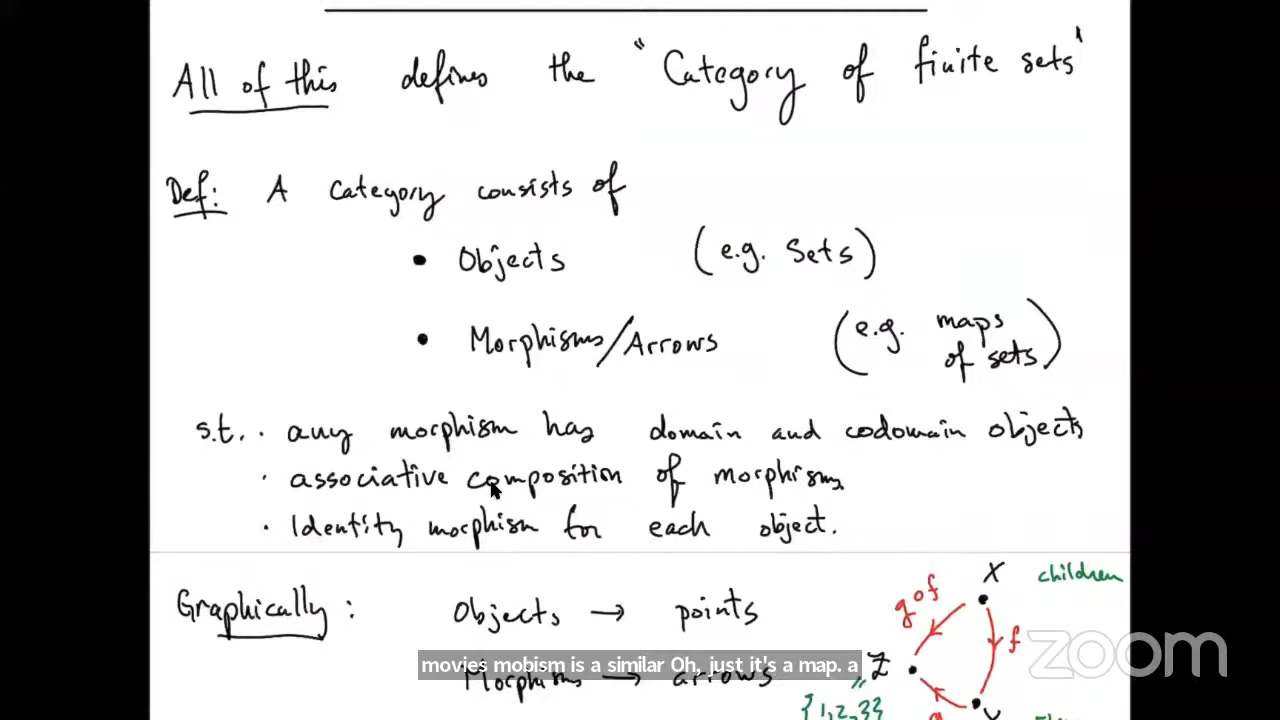 All of this defines the "Category of finite sets"
Def: A category consists of
• Objects (e.g. Sets)
• Morphisms/Arrows (e.g. maps of sets)
s.t. · any morphism has domain and codomain objects
· associative composition of morphisms
· Identity morphism for each object.
Graphically: Objects → points
Morphisms → arrows
X children
g∘f
f
Z
{1,2,3}
g
Y
zoom
movies mobism is a similar Oh, just it's a map. a